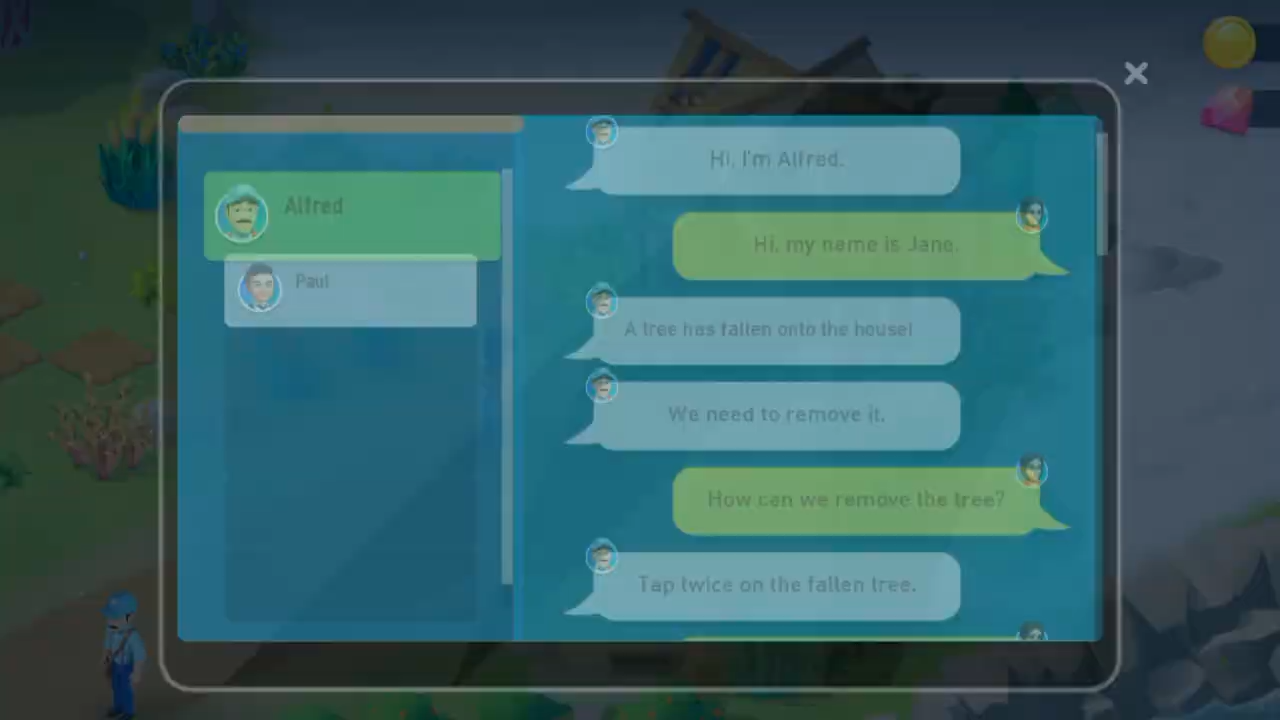 Alfred
Paul
Hi, I'm Alfred.
Hi, my name is Jane.
A tree has fallen onto the house!
We need to remove it.
How can we remove the tree?
Tap twice on the fallen tree.